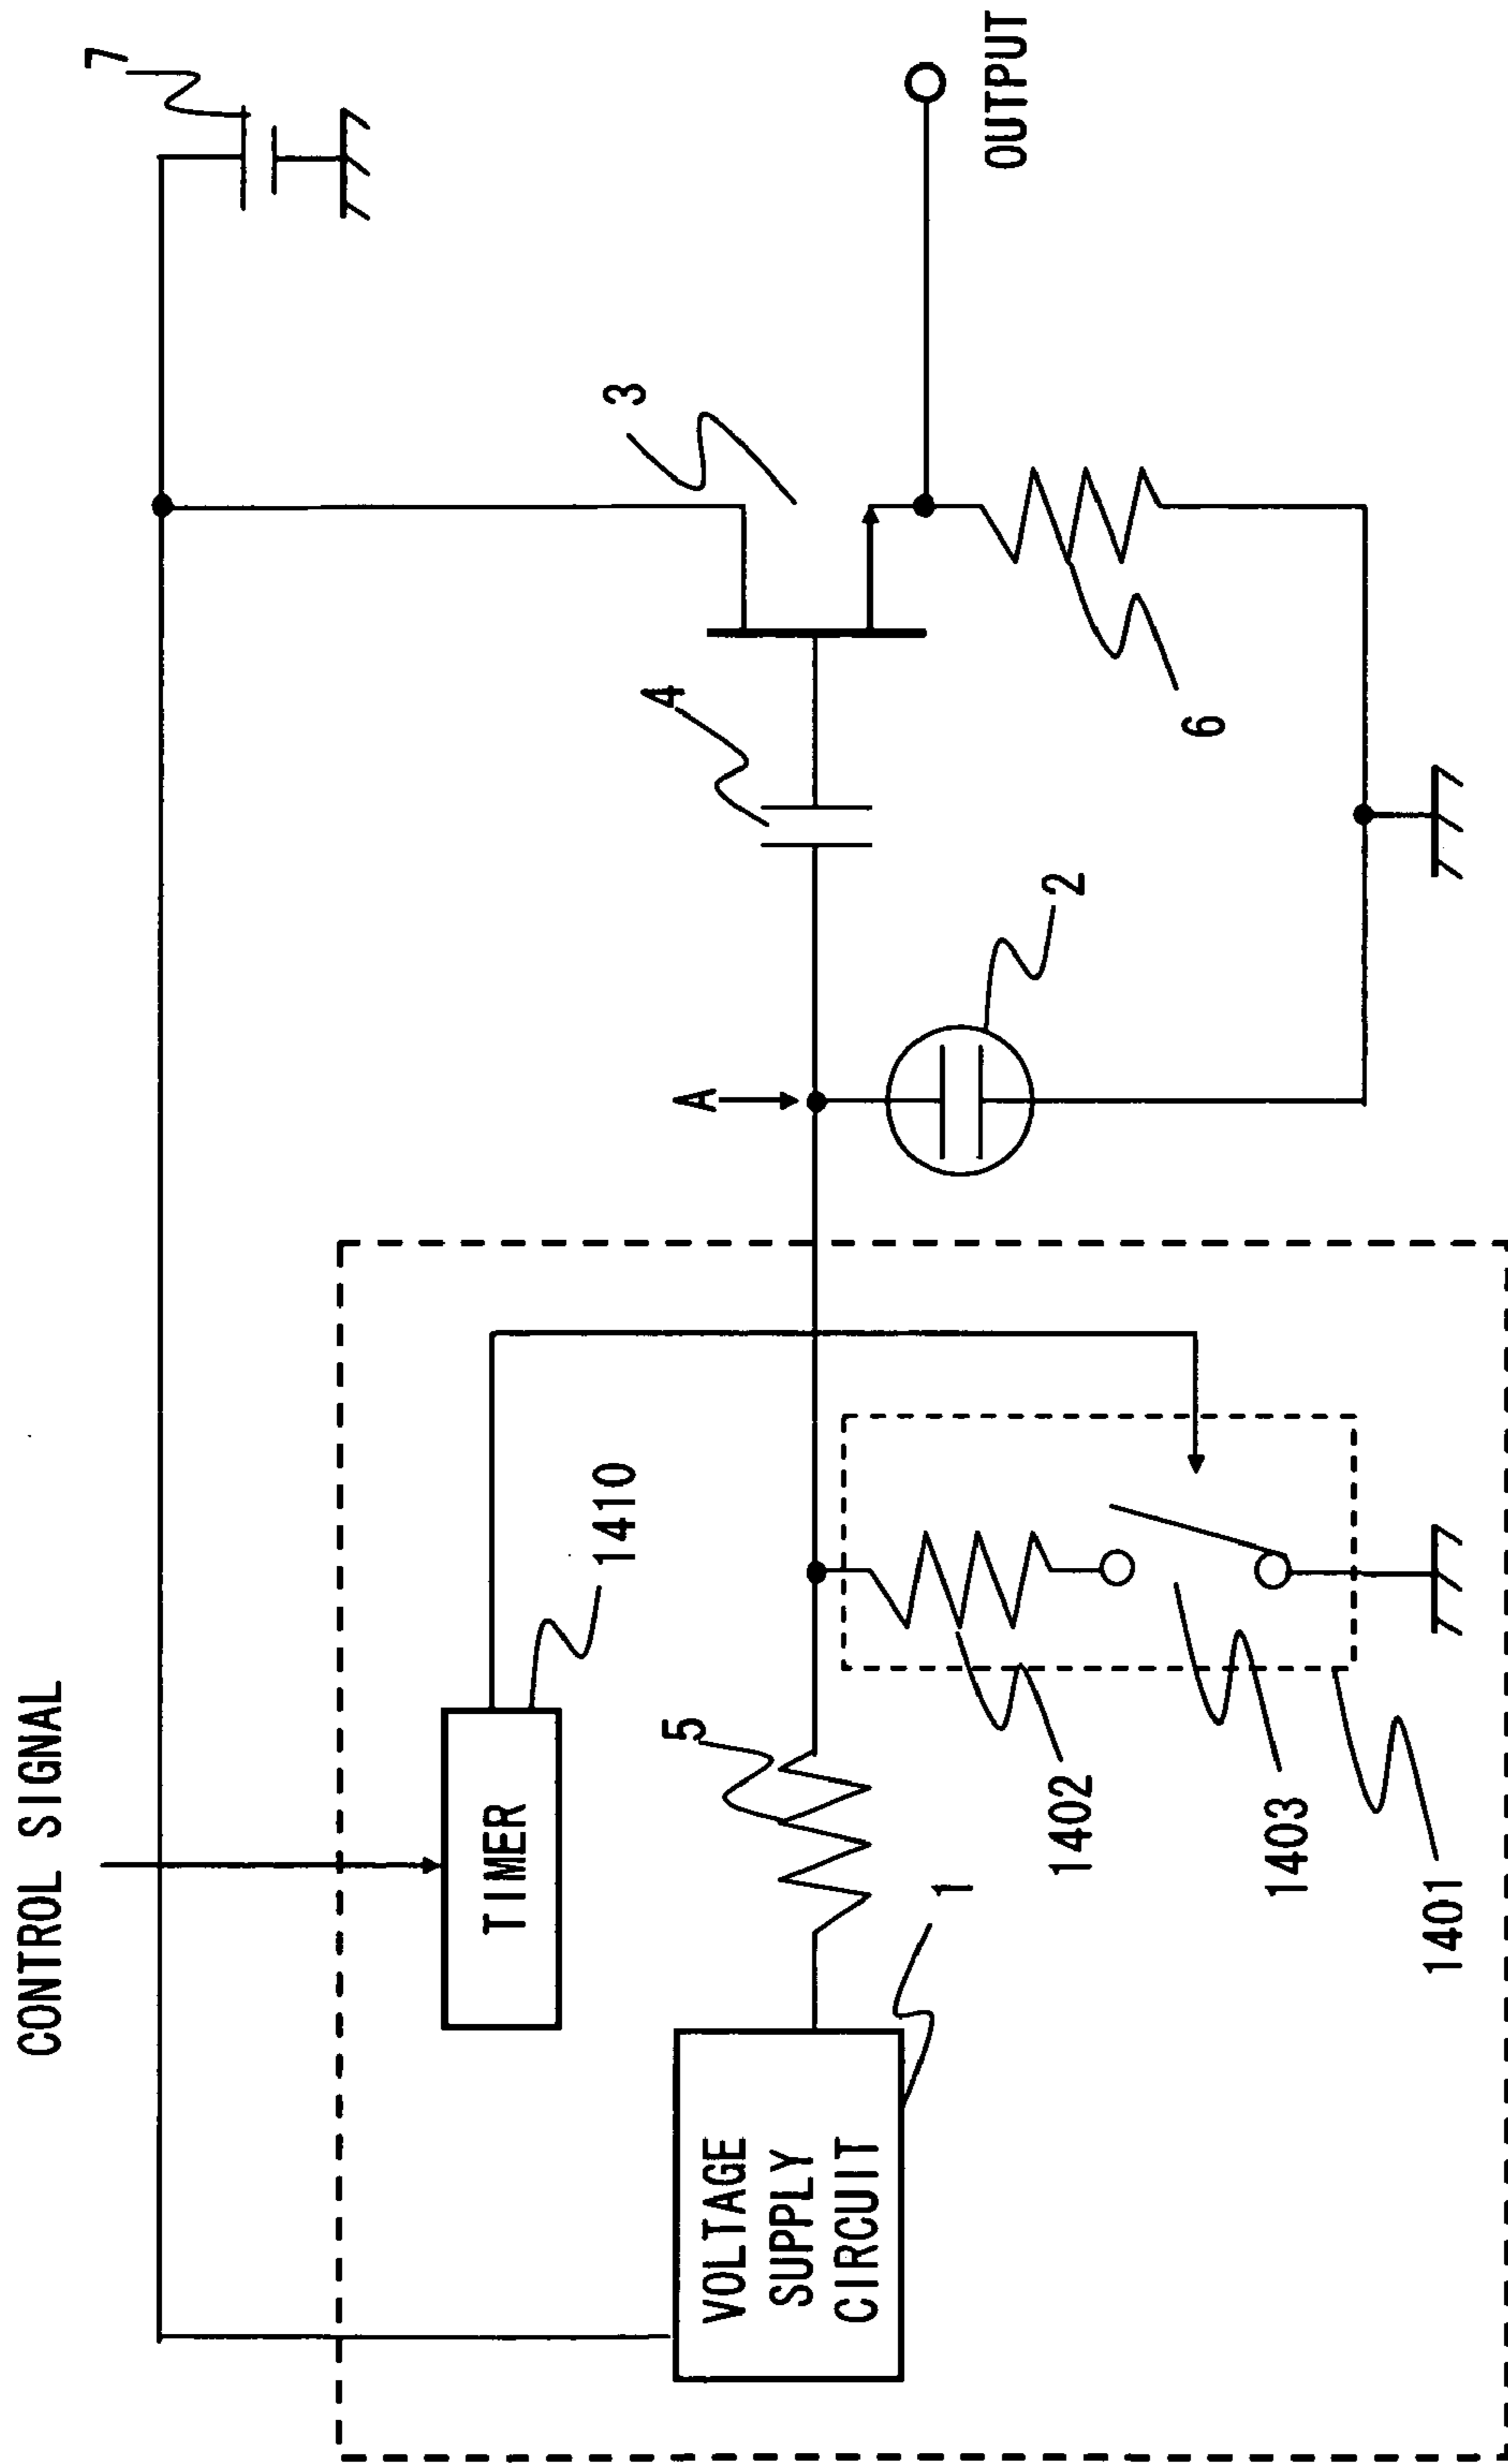 CONTROL SIGNAL
7
TIMER
1410
3
4
A
5
OUTPUT
VOLTAGE
SUPPLY
CIRCUIT
1
2
6
1402
1403
1401